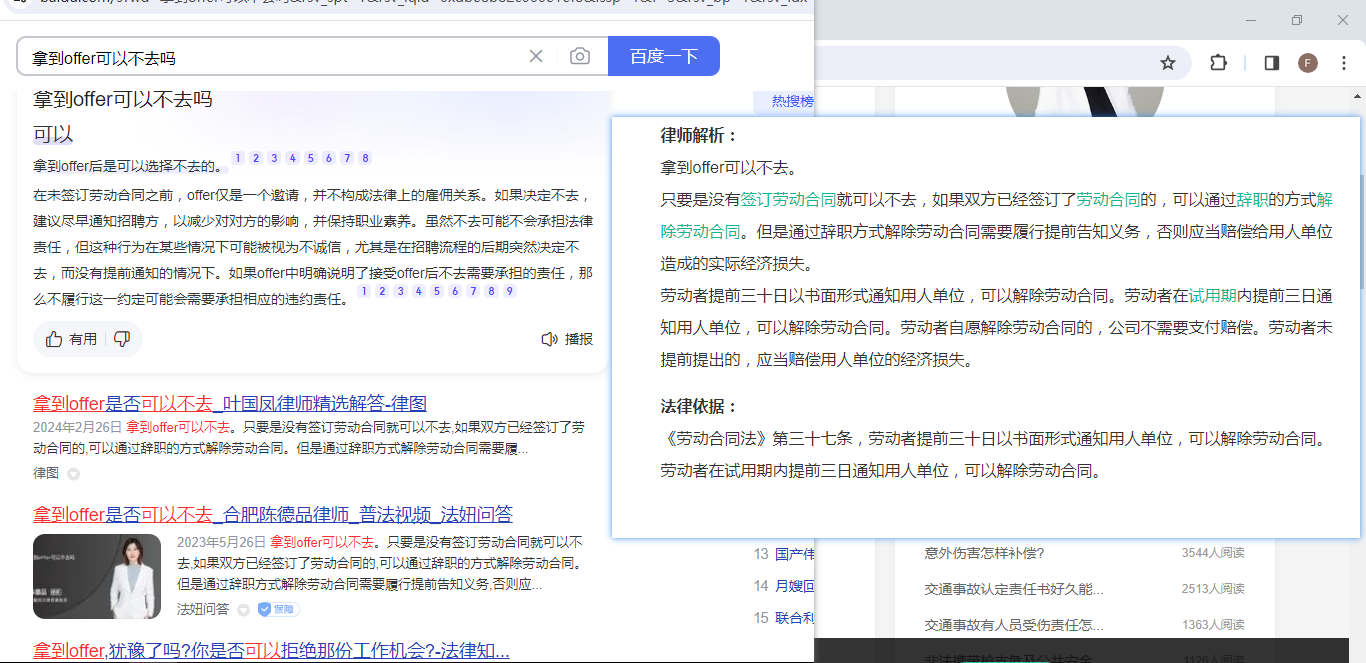 拿到offer可以不去吗
百度一下
拿到offer可以不去吗
可以
拿到offer后是可以选择不去的。 1 2 3 4 5 6 7 8
在未签订劳动合同之前，offer仅是一个邀请，并不构成法律上的雇佣关系。如果决定不去，
建议尽早通知招聘方，以减少对对方的影响，并保持职业素养。虽然不去可能不会承担法律
责任，但这种行为在某些情况下可能被视为不诚信，尤其是在招聘流程的后期突然决定不
去，而没有提前通知的情况下。如果offer中明确说明了接受offer后不去需要承担的责任，那
么不履行这一约定可能会需要承担相应的违约责任。 1 2 3 4 5 6 7 8 9
有用
播报
拿到offer是否可以不去_叶国凤律师精选解答-律图
2024年2月26日 拿到offer可以不去。只要是没有签订劳动合同就可以不去,如果双方已经签订了劳
动合同的,可以通过辞职的方式解除劳动合同。但是通过辞职方式解除劳动合同需要履...
律图
拿到offer是否可以不去_合肥陈德品律师_普法视频_法妞问答
2023年5月26日 拿到offer可以不去。只要是没有签订劳动合同就可以不
去,如果双方已经签订了劳动合同的,可以通过辞职的方式解除劳动合同。
但是通过辞职方式解除劳动合同需要履行提前告知义务,否则应...
法妞问答
保障
拿到offer,犹豫了吗?你是否可以拒绝那份工作机会?-法律知...
热搜榜
13 国产伟
14 月嫂回
15 联合利
F
律师解析：
拿到offer可以不去。
只要是没有签订劳动合同就可以不去，如果双方已经签订了劳动合同的，可以通过辞职的方式解
除劳动合同。但是通过辞职方式解除劳动合同需要履行提前告知义务，否则应当赔偿给用人单位
造成的实际经济损失。
劳动者提前三十日以书面形式通知用人单位，可以解除劳动合同。劳动者在试用期内提前三日通
知用人单位，可以解除劳动合同。劳动者自愿解除劳动合同的，公司不需要支付赔偿。劳动者未
提前提出的，应当赔偿用人单位的经济损失。
法律依据：
《劳动合同法》第三十七条，劳动者提前三十日以书面形式通知用人单位，可以解除劳动合同。
劳动者在试用期内提前三日通知用人单位，可以解除劳动合同。
意外伤害怎样补偿? 3544人阅读
交通事故认定责任书好久能... 2513人阅读
交通事故有人员受伤责任怎... 1363人阅读